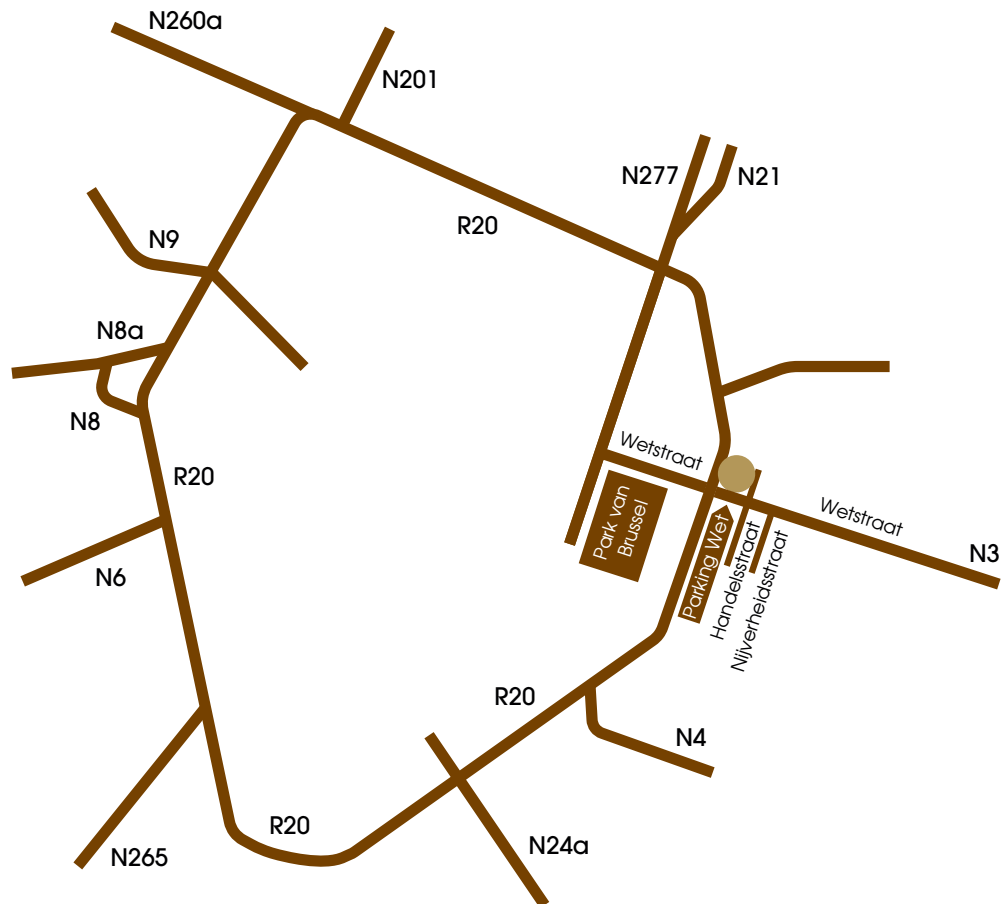 N260a
N201
N277
N21
R20
N9
N8a
N8
R20
Wetstraat
Wetstraat
Park van
Brussel
Parking Wet
Handelsstraat
Nijverheidsstraat
N3
N6
R20
N4
R20
N24a
N265